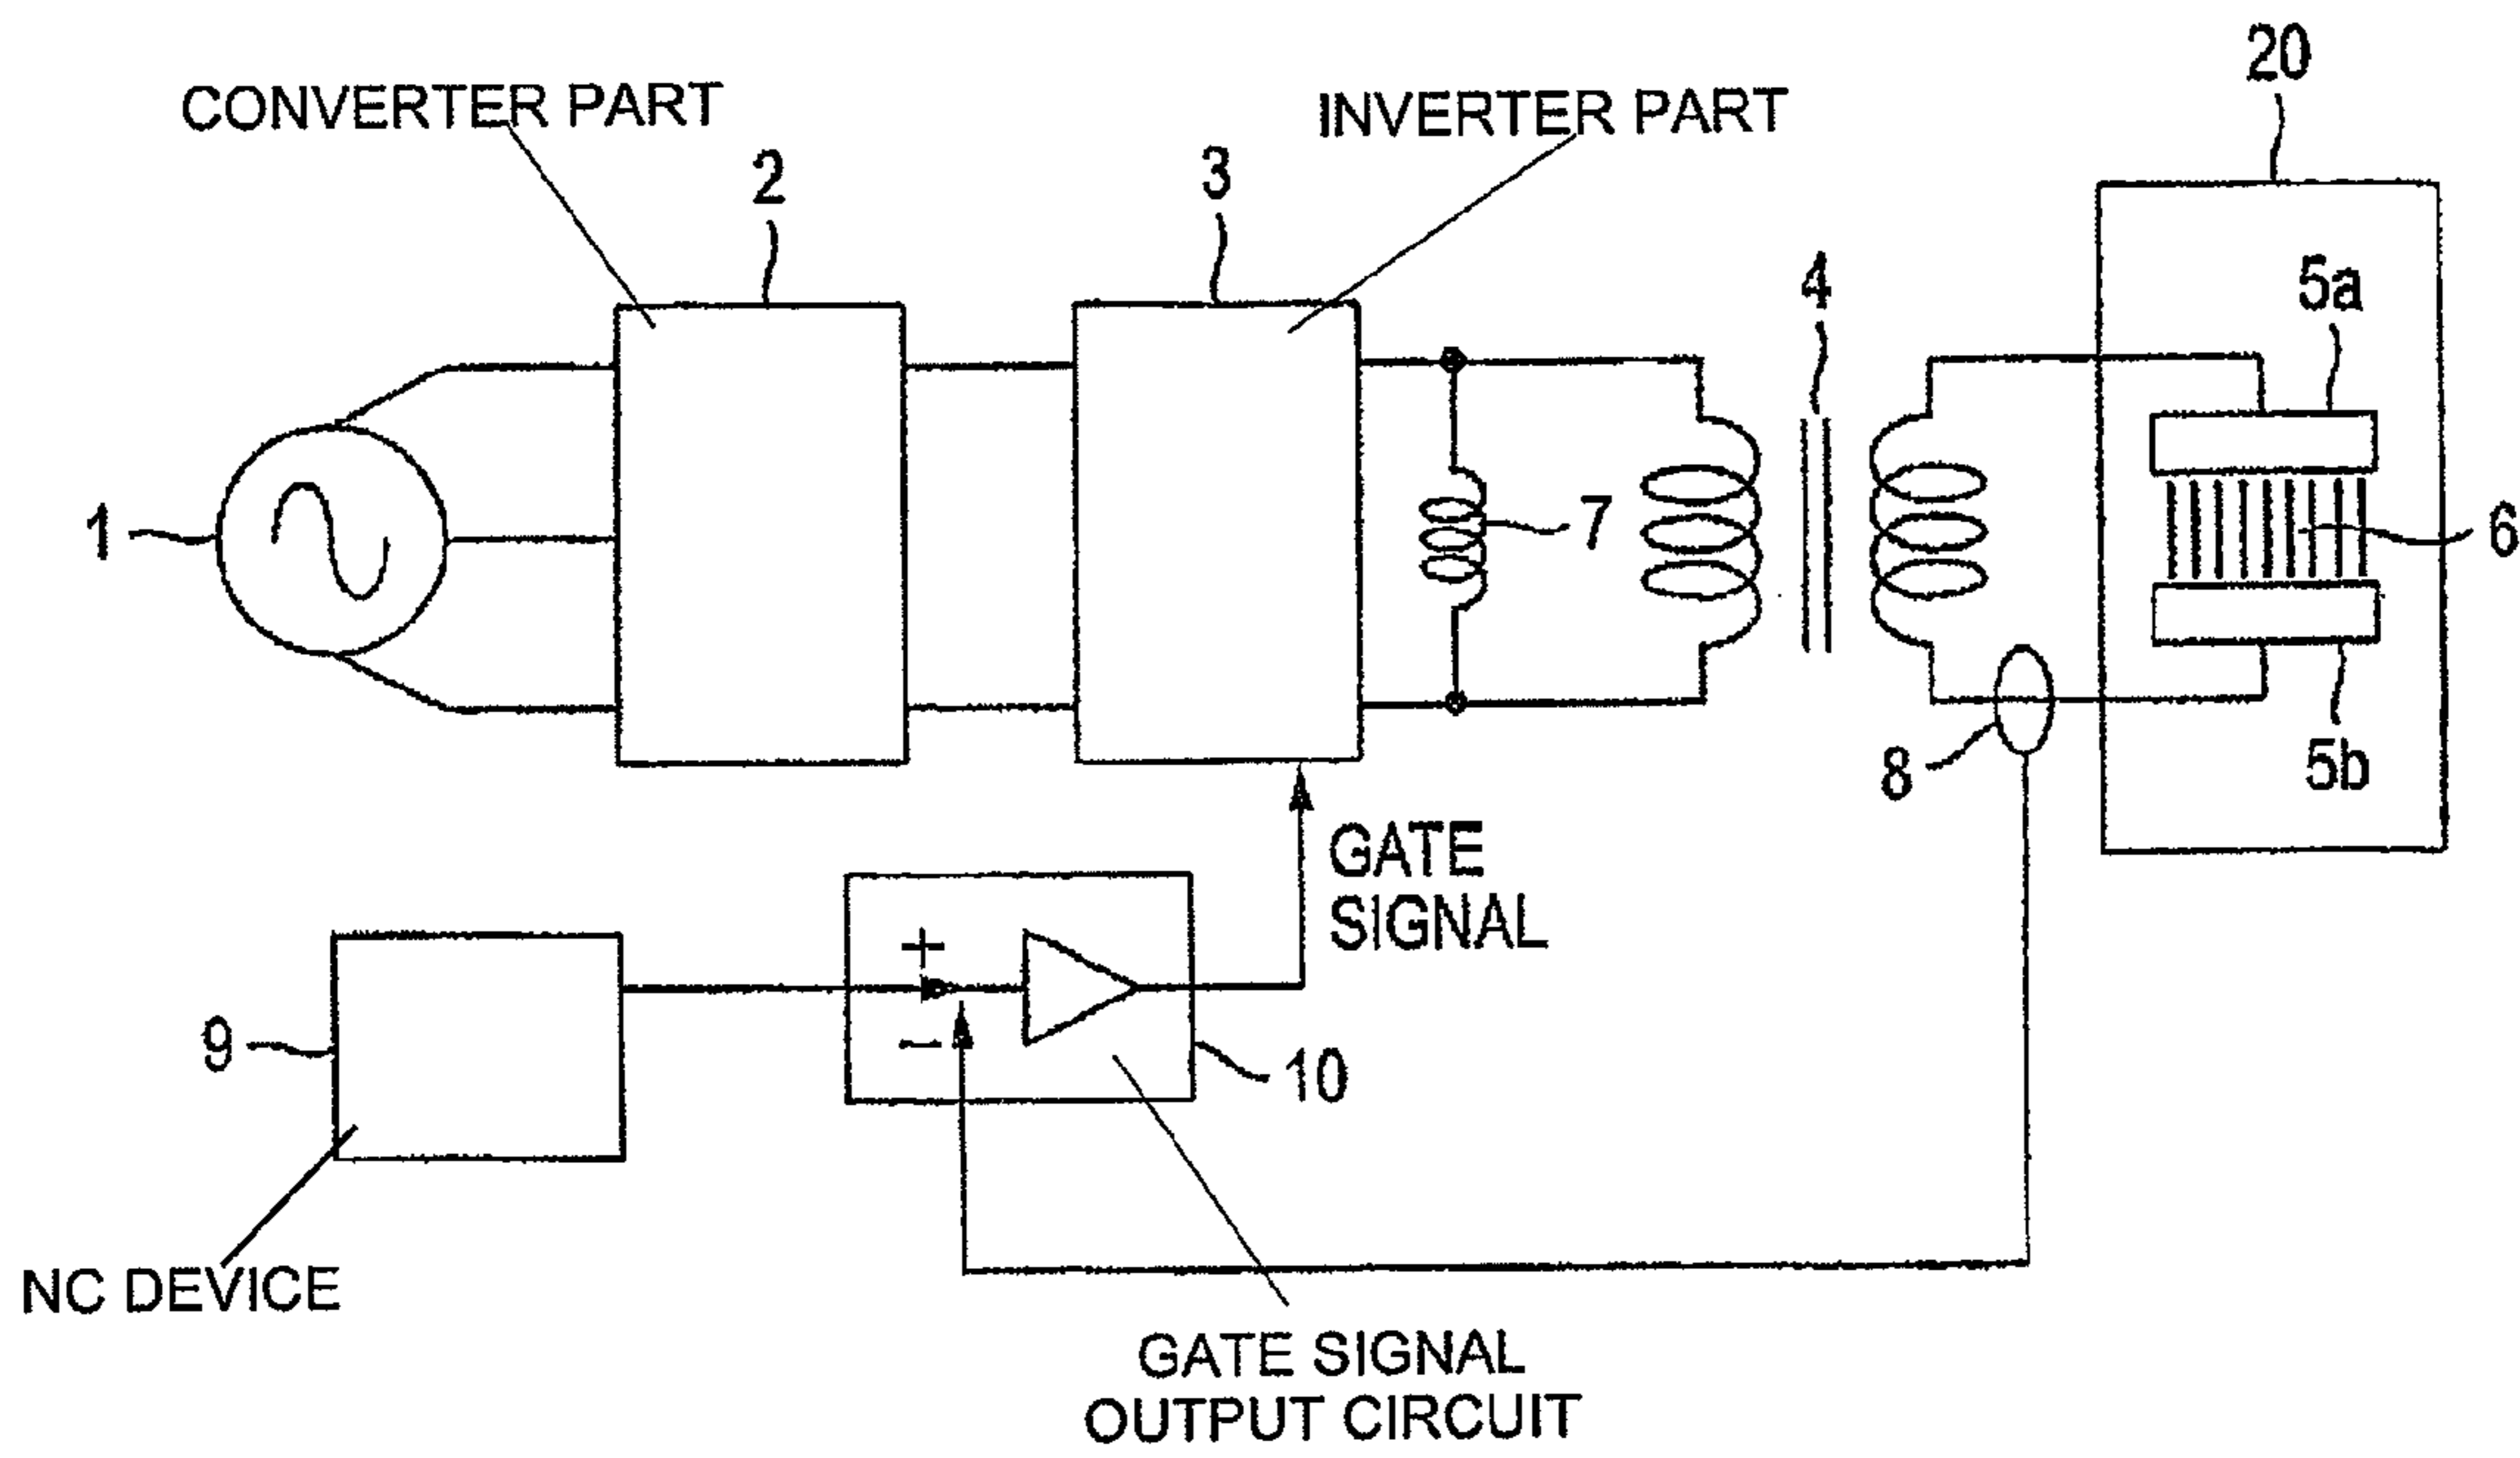 20
CONVERTER PART
INVERTER PART
2
3
4
5a
1
7
6
8
5b
GATE
SIGNAL
+
−
9
10
NC DEVICE
GATE SIGNAL
OUTPUT CIRCUIT